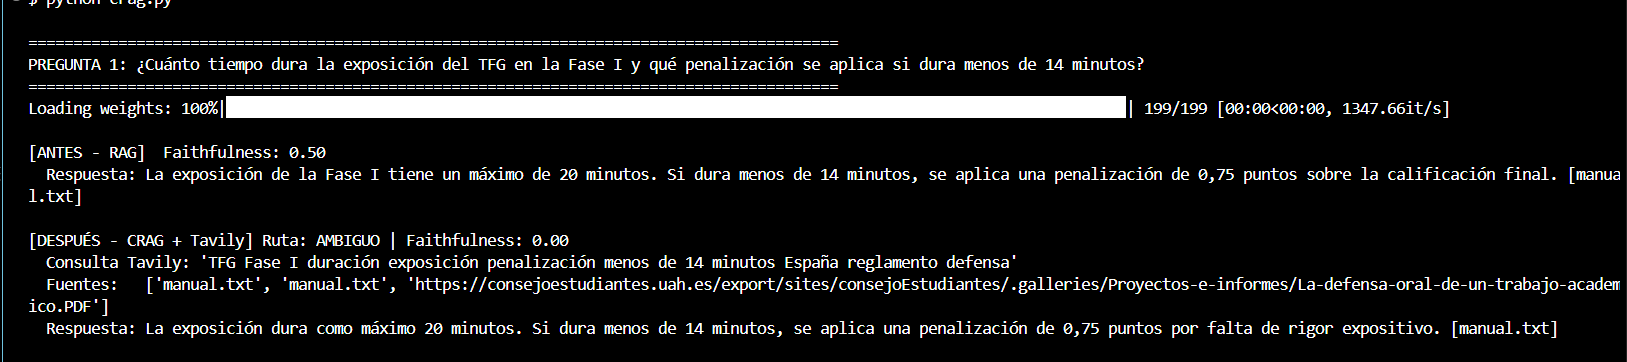 $ python crag.py
==========================================================================================
PREGUNTA 1: ¿Cuánto tiempo dura la exposición del TFG en la Fase I y qué penalización se aplica si dura menos de 14 minutos?
==========================================================================================
Loading weights: 100%| | 199/199 [00:00<00:00, 1347.66it/s]
[ANTES - RAG]  Faithfulness: 0.50
Respuesta: La exposición de la Fase I tiene un máximo de 20 minutos. Si dura menos de 14 minutos, se aplica una penalización de 0,75 puntos sobre la calificación final. [manua
l.txt]
[DESPUÉS - CRAG + Tavily] Ruta: AMBIGUO | Faithfulness: 0.00
Consulta Tavily: 'TFG Fase I duración exposición penalización menos de 14 minutos España reglamento defensa'
Fuentes:   ['manual.txt', 'manual.txt', 'https://consejoestudiantes.uah.es/export/sites/consejoEstudiantes/.galleries/Proyectos-e-informes/La-defensa-oral-de-un-trabajo-academ
ico.PDF']
Respuesta: La exposición dura como máximo 20 minutos. Si dura menos de 14 minutos, se aplica una penalización de 0,75 puntos por falta de rigor expositivo. [manual.txt]